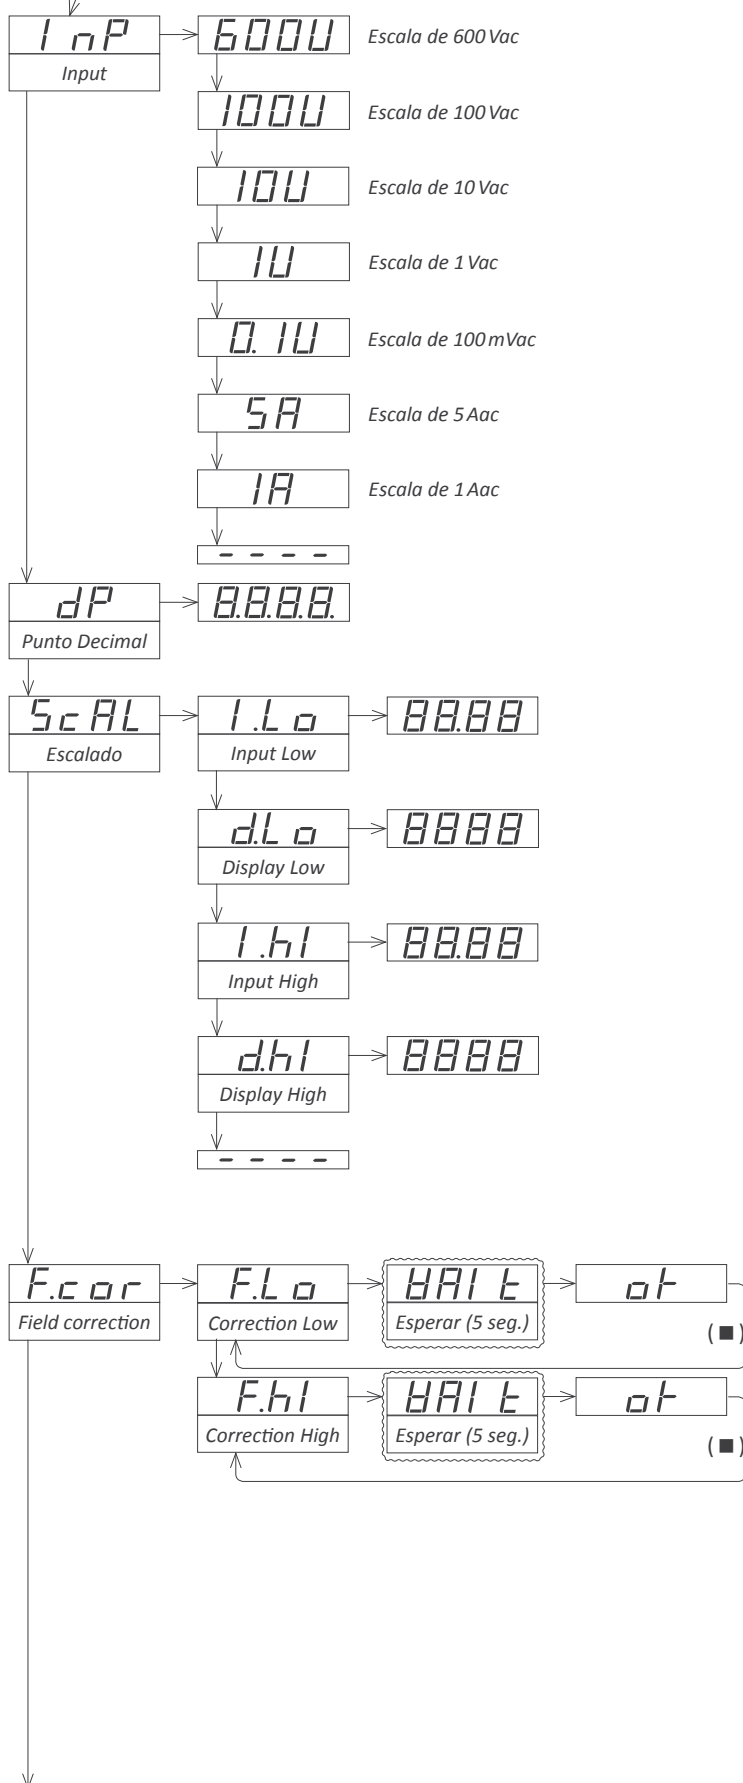 InP 600U Escala de 600 Vac
Input
100U Escala de 100 Vac
10U Escala de 10 Vac
1U Escala de 1 Vac
0.1U Escala de 100 mVac
5A Escala de 5 Aac
1A Escala de 1 Aac
- - - -
dP 8.8.8.8.
Punto Decimal
ScAL I.Lo 88.88
Escalado Input Low
d.Lo 8888
Display Low
I.hI 88.88
Input High
d.hI 8888
Display High
- - - -
F.cor F.Lo WAIt ok
Field correction Correction Low Esperar (5 seg.) (■)
F.hI WAIt ok
Correction High Esperar (5 seg.) (■)